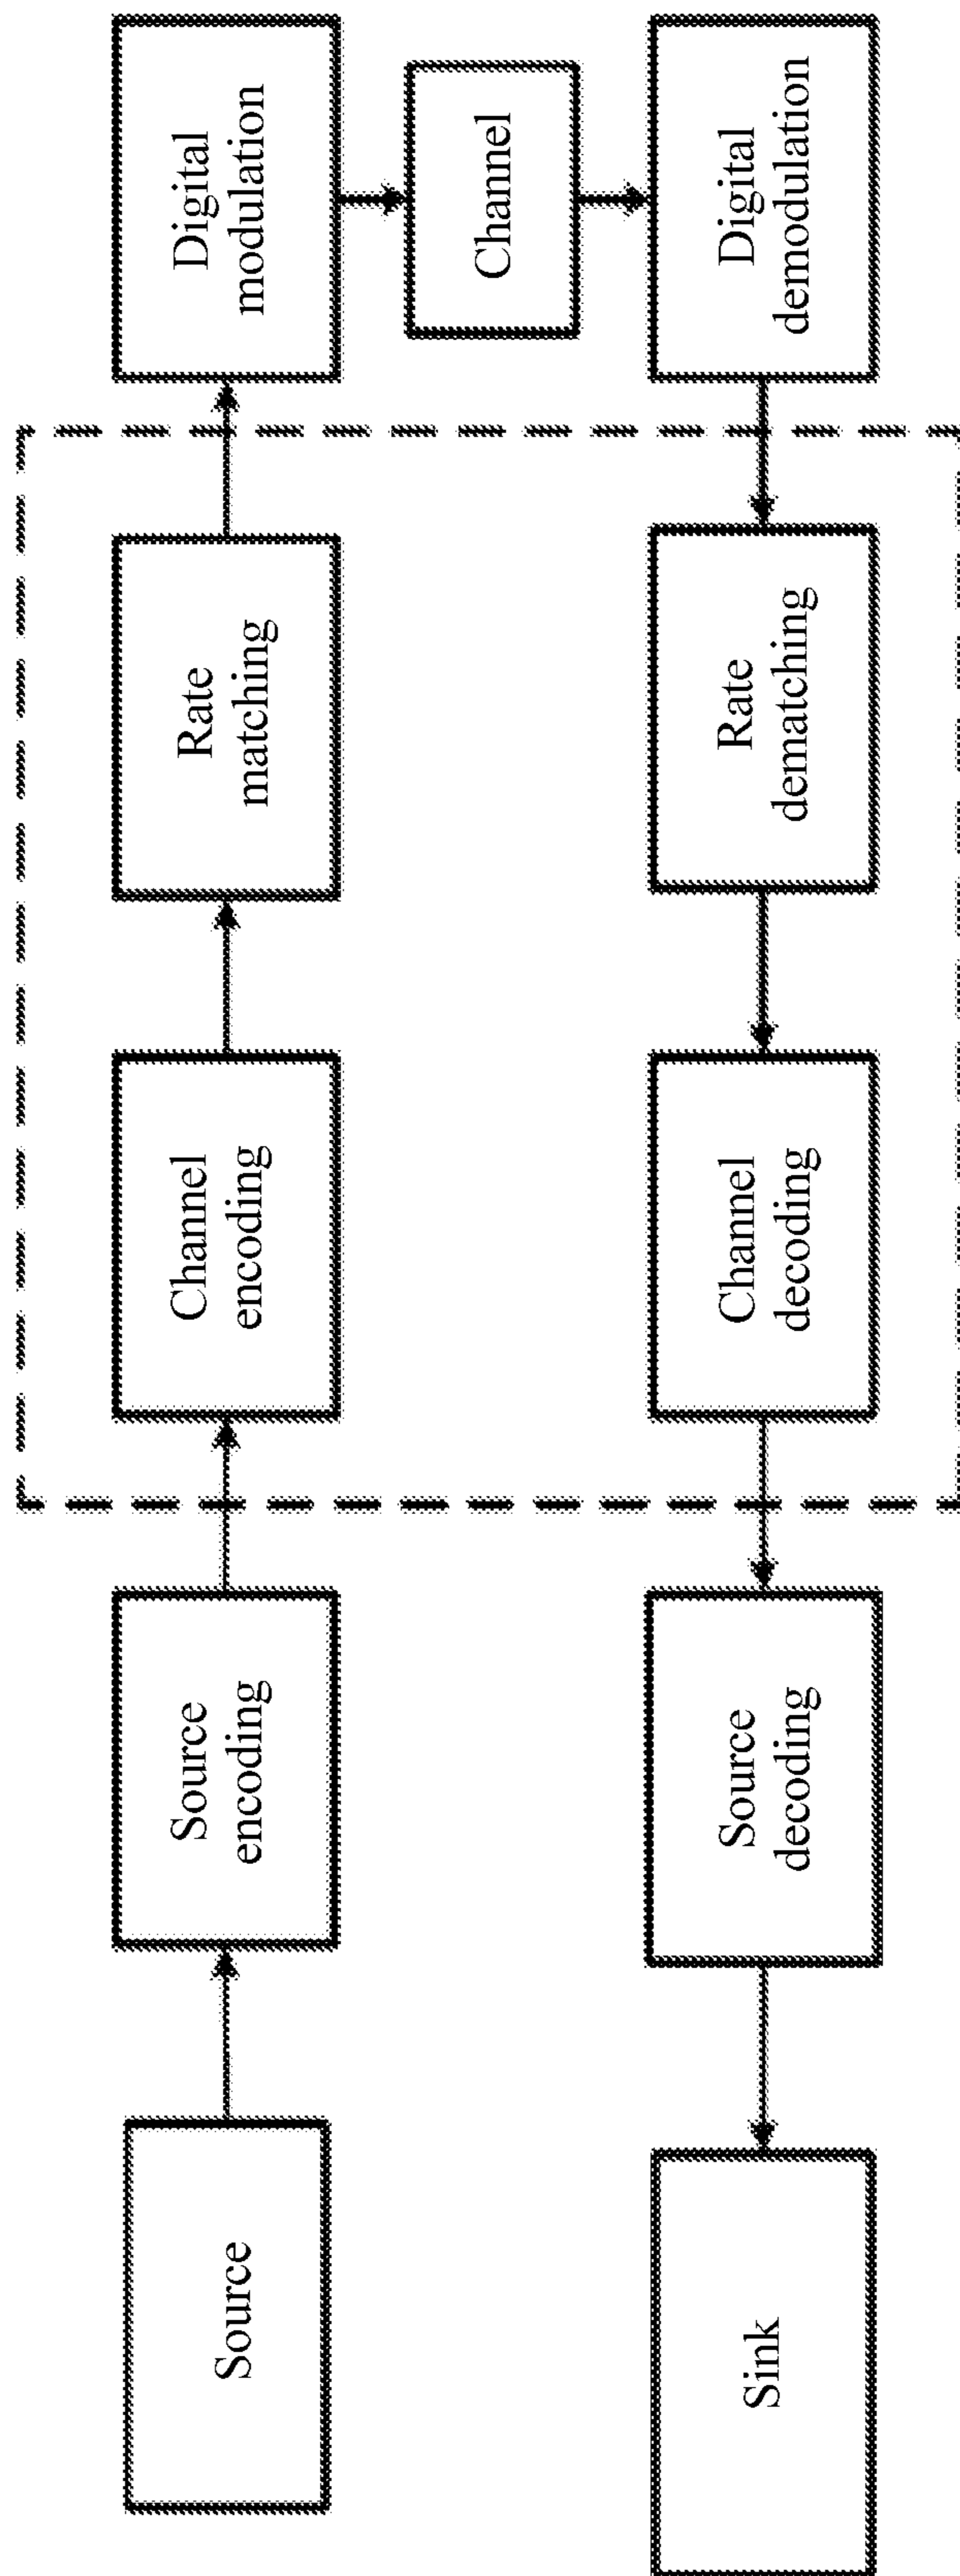 Source
Source
encoding
Channel
encoding
Rate
matching
Digital
modulation
Channel
Sink
Source
decoding
Channel
decoding
Rate
dematching
Digital
demodulation